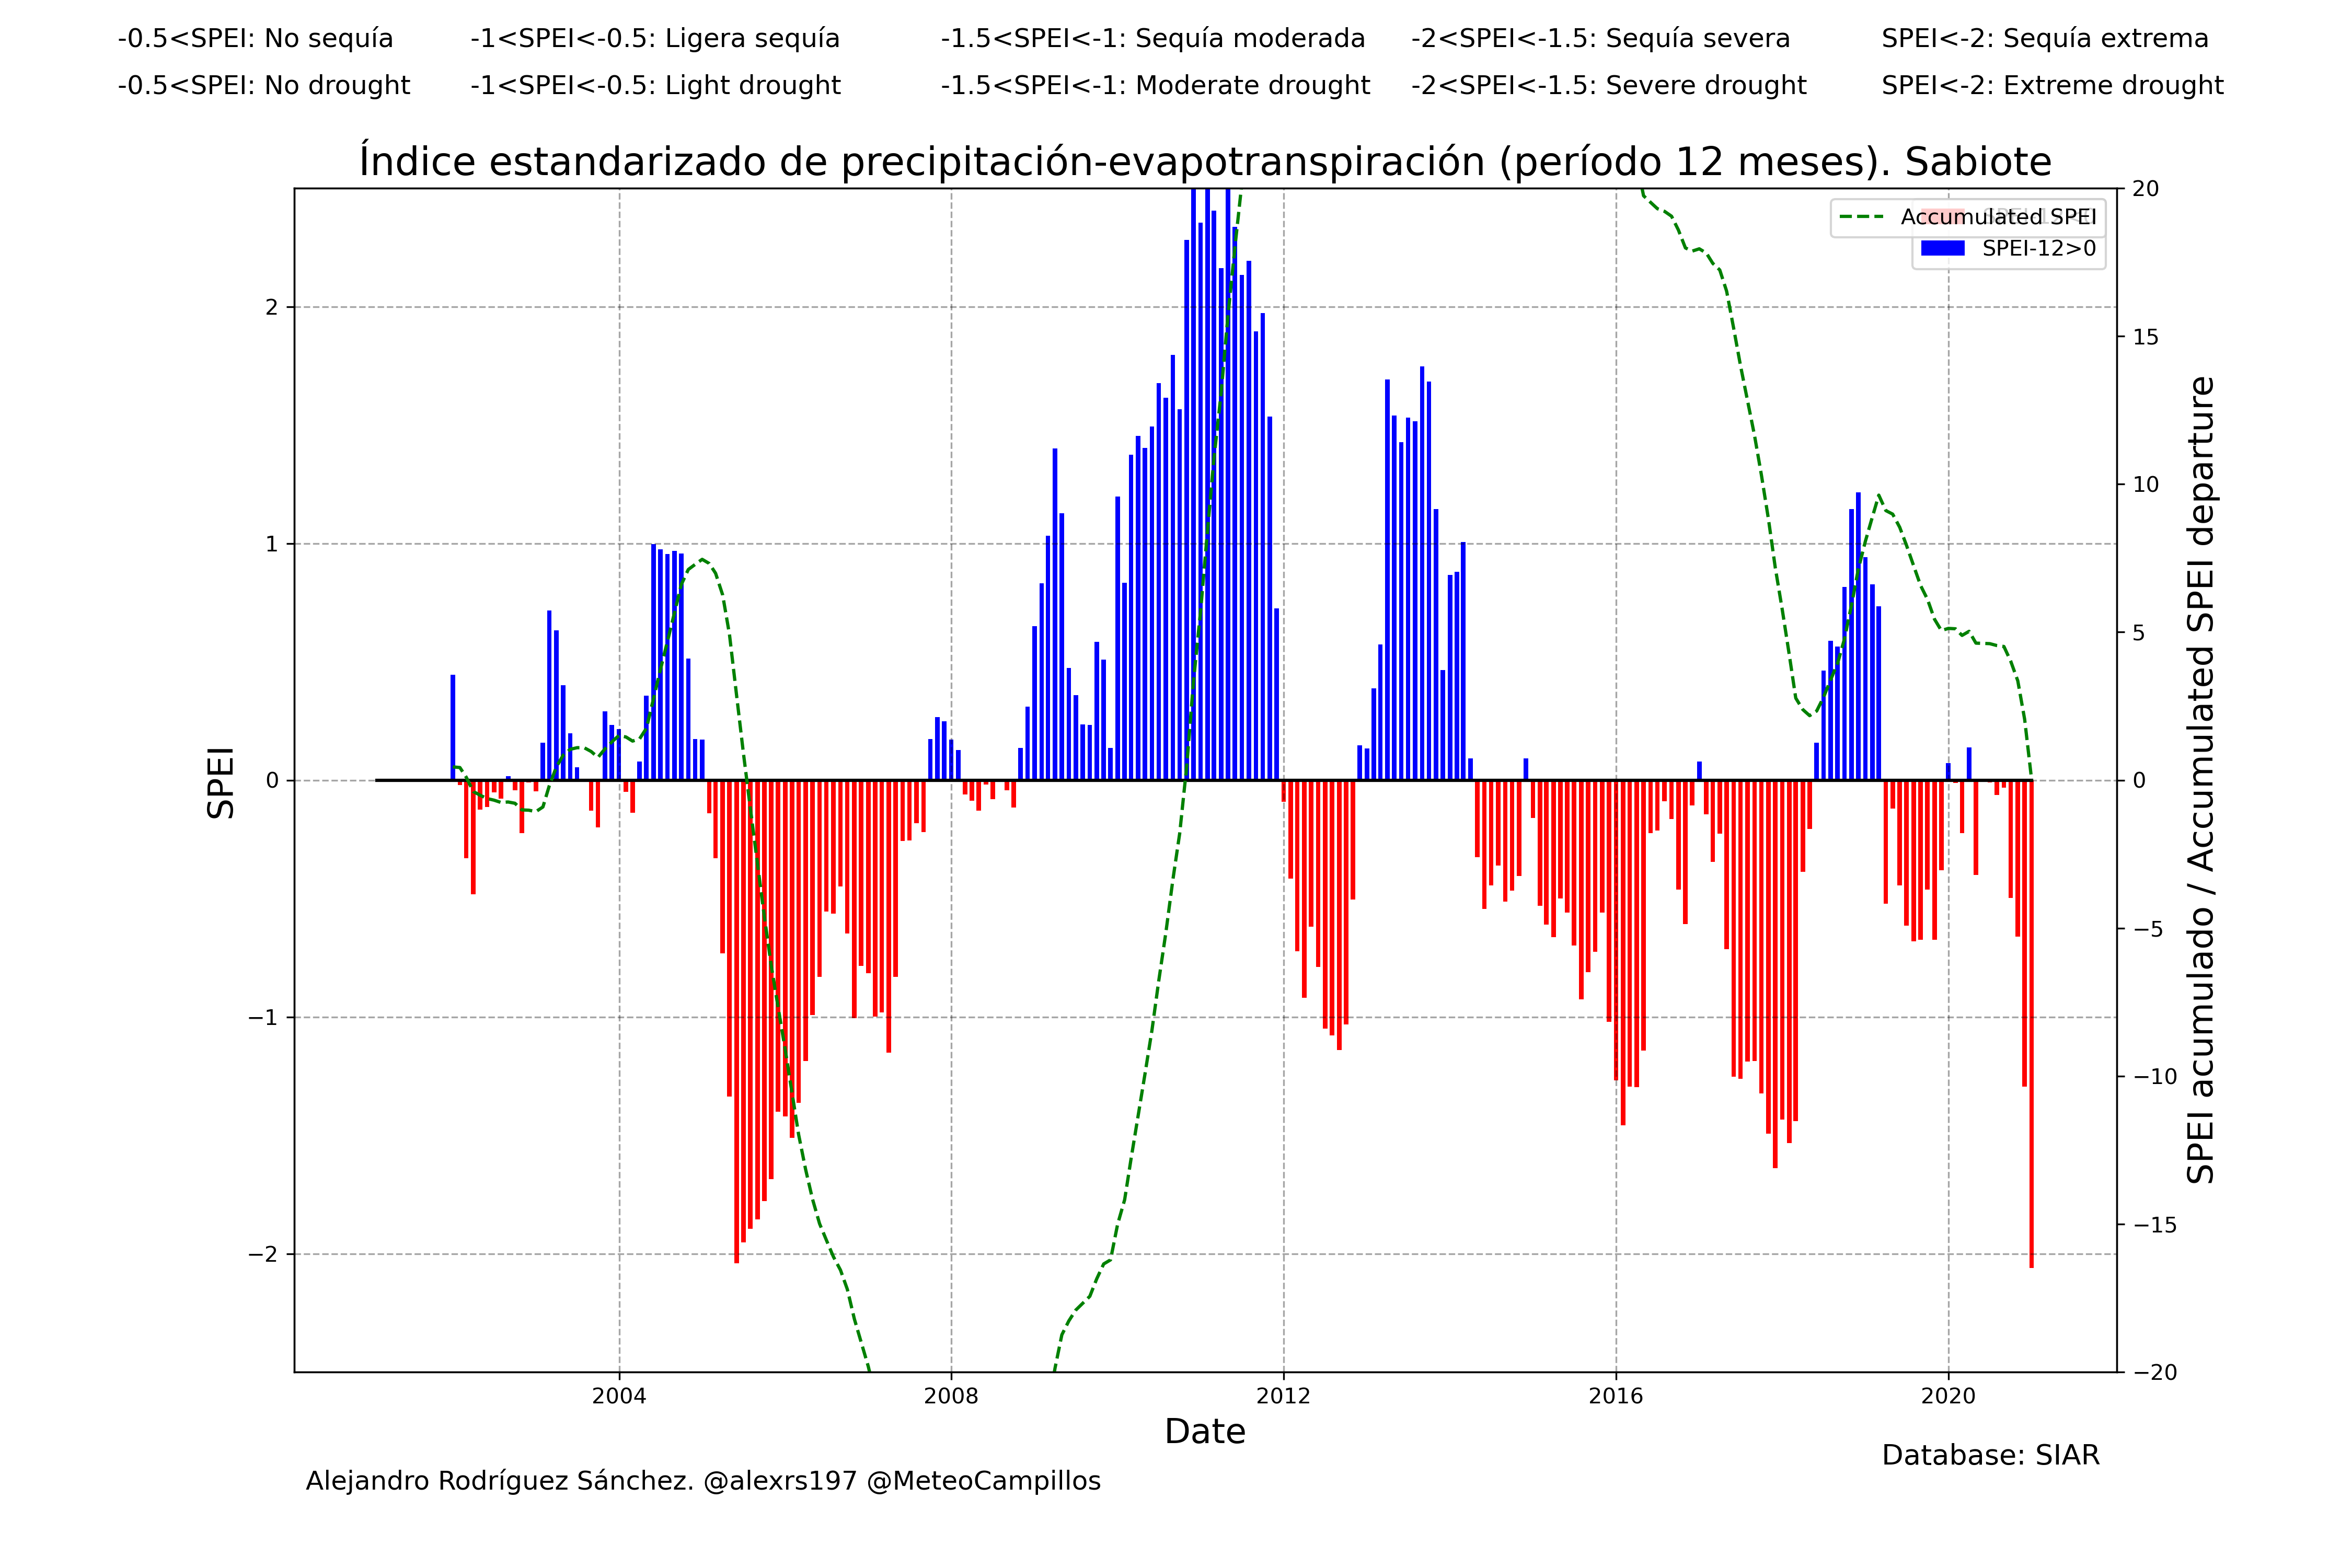 -0.5<SPEI: No sequía -1<SPEI<-0.5: Ligera sequía -1.5<SPEI<-1: Sequía moderada -2<SPEI<-1.5: Sequía severa SPEI<-2: Sequía extrema
-0.5<SPEI: No drought -1<SPEI<-0.5: Light drought -1.5<SPEI<-1: Moderate drought -2<SPEI<-1.5: Severe drought SPEI<-2: Extreme drought
Índice estandarizado de precipitación-evapotranspiración (período 12 meses). Sabiote
Accumulated SPEI
SPEI-12>0
SPEI
2
1
0
−1
−2
20
15
10
5
0
−5
−10
−15
−20
SPEI acumulado / Accumulated SPEI departure
2004 2008 2012 2016 2020
Date
Database: SIAR
Alejandro Rodríguez Sánchez. @alexrs197 @MeteoCampillos